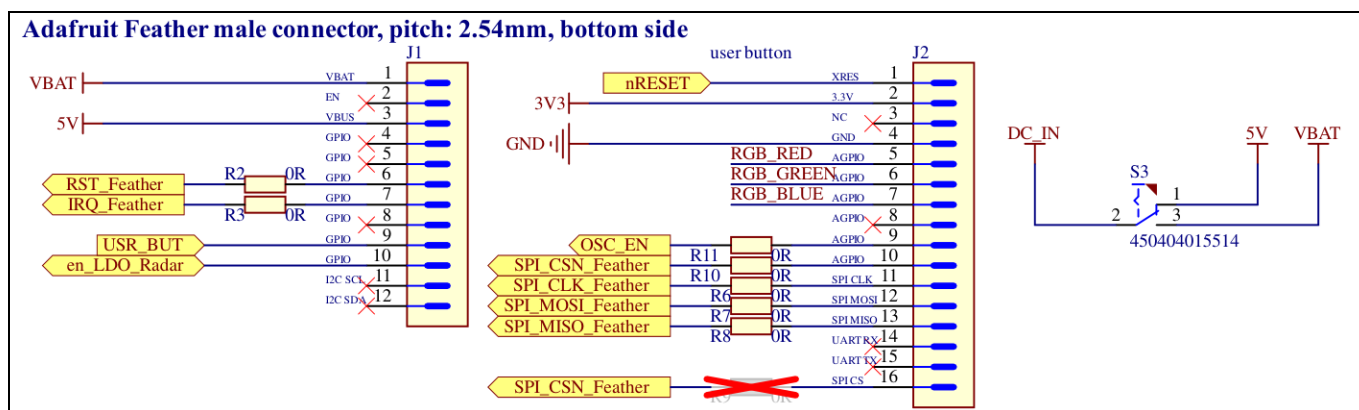 Adafruit Feather male connector, pitch: 2.54mm, bottom side
J1
VBAT VBAT 1
EN 2
5V VBUS 3
GPIO 4
GPIO 5
RST_Feather R2 0R GPIO 6
IRQ_Feather R3 0R GPIO 7
GPIO 8
USR_BUT GPIO 9
en_LDO_Radar GPIO 10
I2C SCL 11
I2C SDA 12
user button
J2
nRESET XRES 1
3V3 3.3V 2
NC 3
GND GND 4
RGB_RED AGPIO 5
RGB_GREEN AGPIO 6
RGB_BLUE AGPIO 7
AGPIO 8
OSC_EN AGPIO 9
R11 0R
SPI_CSN_Feather AGPIO 10
R10 0R
SPI_CLK_Feather SPI CLK 11
R6 0R
SPI_MOSI_Feather SPI MOSI 12
R7 0R
SPI_MISO_Feather SPI MISO 13
R8 0R
UART RX 14
UART TX 15
SPI_CSN_Feather SPI CS 16
R9 0R
DC_IN 5V VBAT
S3
1
2 3
450404015514